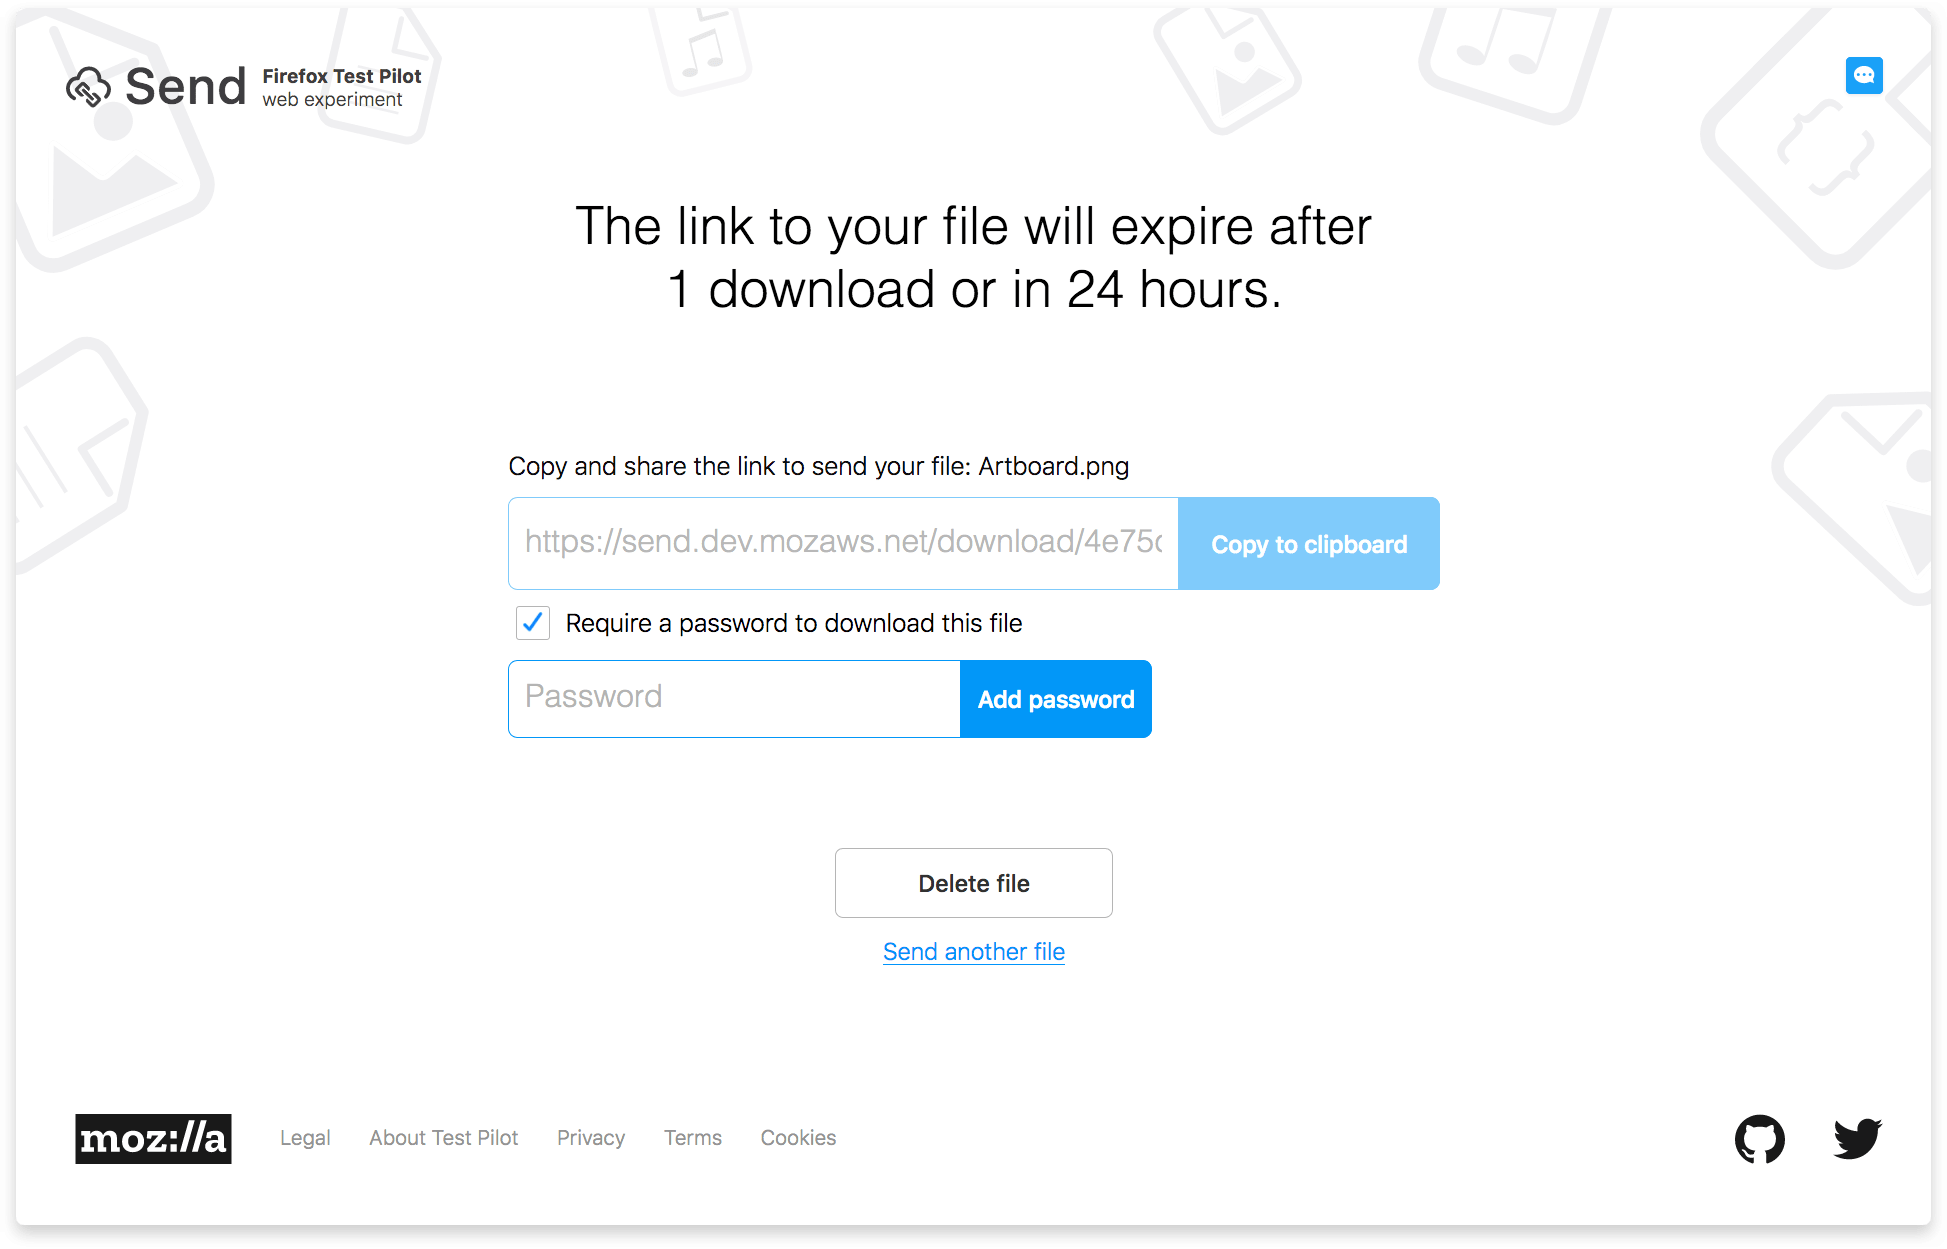 Send
Firefox Test Pilot
web experiment
The link to your file will expire after
1 download or in 24 hours.
Copy and share the link to send your file: Artboard.png
https://send.dev.mozaws.net/download/4e75
Copy to clipboard
Require a password to download this file
Password
Add password
Delete file
Send another file
moz://a
Legal
About Test Pilot
Privacy
Terms
Cookies